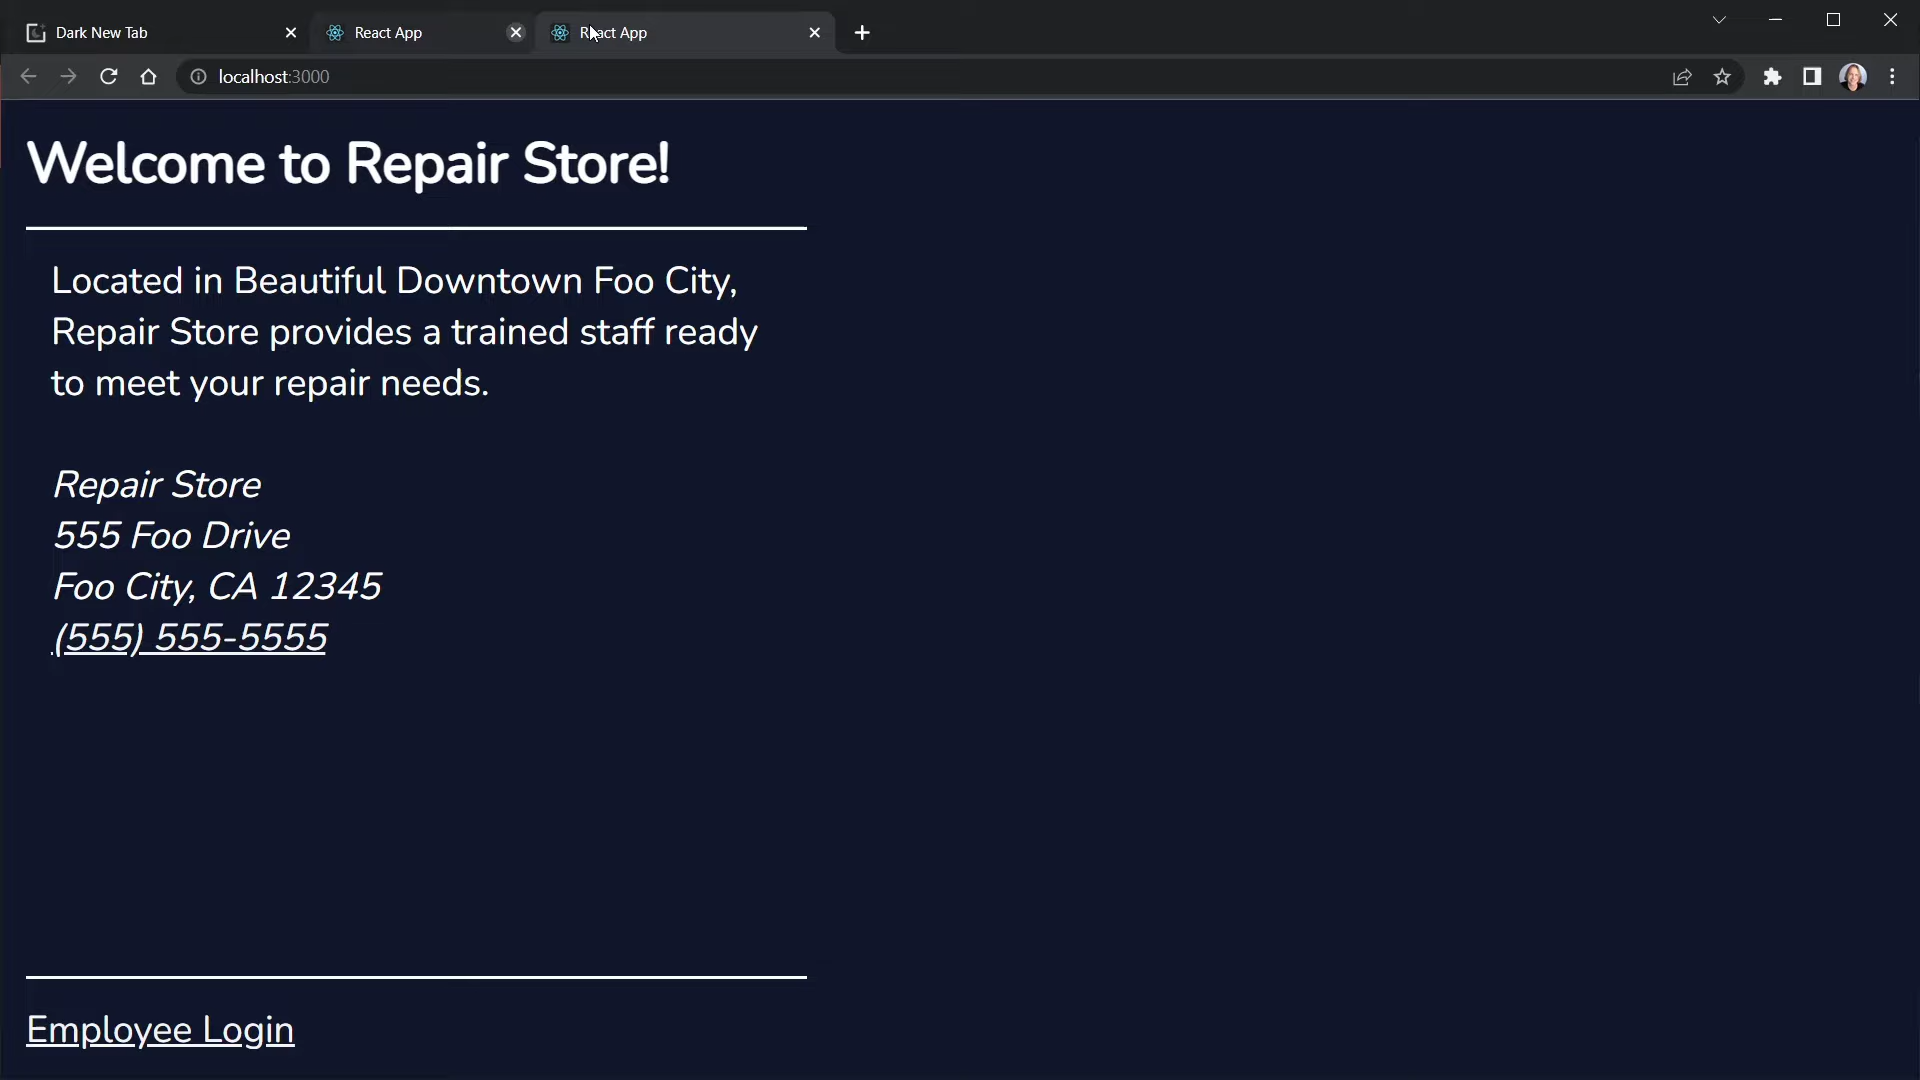 Dark New Tab
React App
React App
localhost:3000
Welcome to Repair Store!
Located in Beautiful Downtown Foo City,
Repair Store provides a trained staff ready
to meet your repair needs.
Repair Store
555 Foo Drive
Foo City, CA 12345
(555) 555-5555
Employee Login